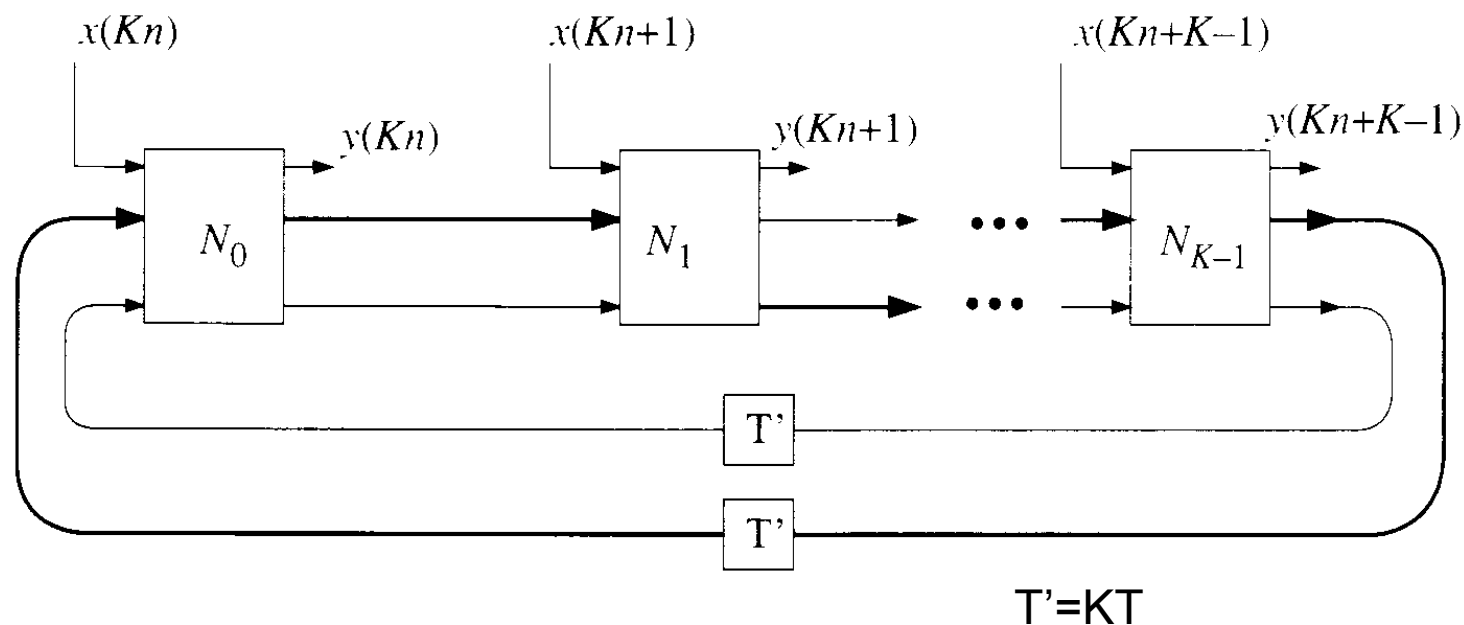 x(Kn)
x(Kn+1)
x(Kn+K-1)
y(Kn)
y(Kn+1)
y(Kn+K-1)
N0
N1
NK-1
T'
T'
T'=KT